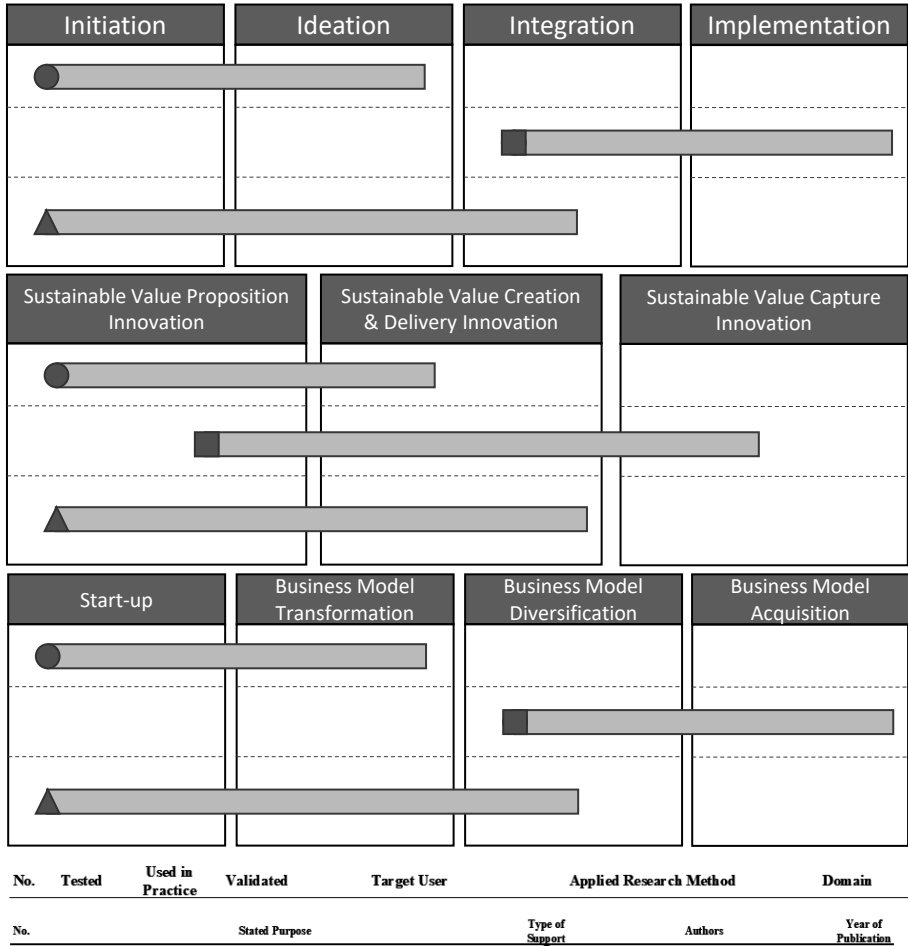 Initiation Ideation Integration Implementation
Sustainable Value Proposition Innovation
Sustainable Value Creation & Delivery Innovation
Sustainable Value Capture Innovation
Start-up
Business Model Transformation
Business Model Diversification
Business Model Acquisition
No. Tested Used in Practice Validated Target User Applied Research Method Domain
No. Stated Purpose Type of Support Authors Year of Publication